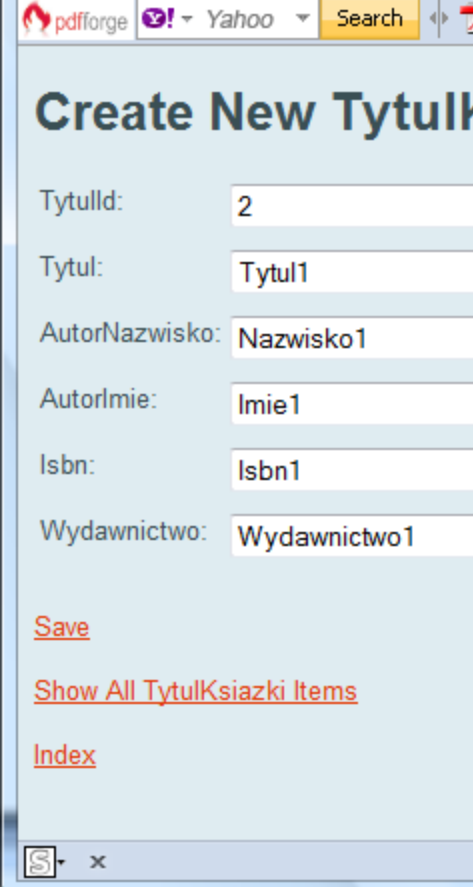 pdfforge Y! Yahoo Search
Create New Tytul
TytulId: 2
Tytul: Tytul1
AutorNazwisko: Nazwisko1
AutorImie: Imie1
Isbn: Isbn1
Wydawnictwo: Wydawnictwo1
Save
Show All TytulKsiazki Items
Index
S